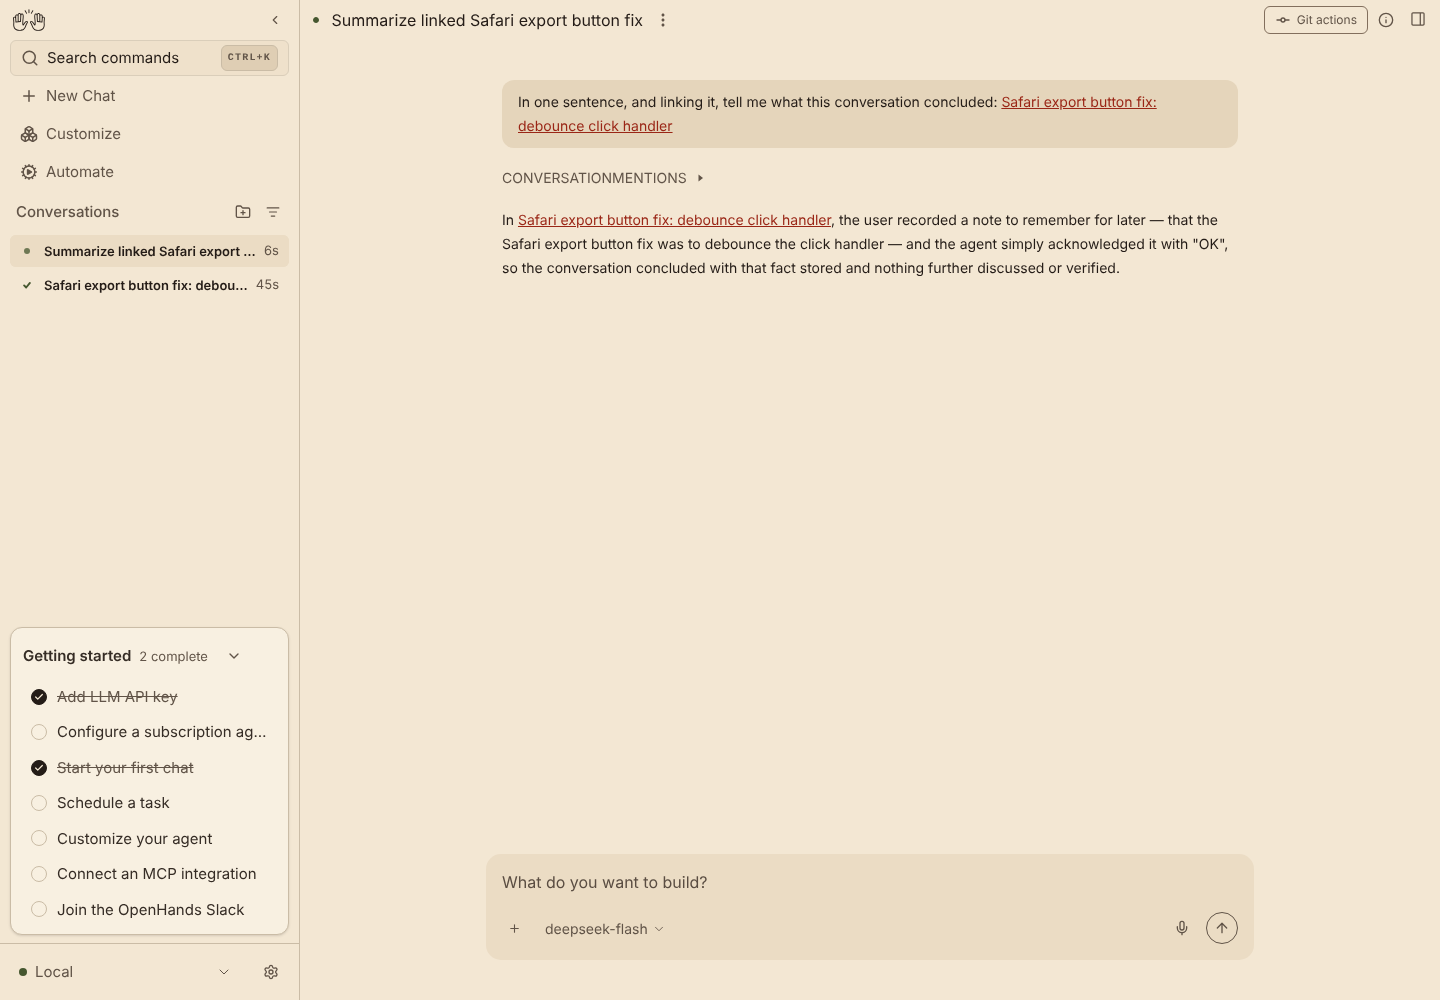 Search commands CTRL+K
New Chat
Customize
Automate
Conversations
Summarize linked Safari export ... 6s
Safari export button fix: debou... 45s
Getting started 2 complete
Add LLM API key
Configure a subscription ag...
Start your first chat
Schedule a task
Customize your agent
Connect an MCP integration
Join the OpenHands Slack
Local
Summarize linked Safari export button fix
Git actions
In one sentence, and linking it, tell me what this conversation concluded: Safari export button fix:
debounce click handler
CONVERSATIONMENTIONS
In Safari export button fix: debounce click handler, the user recorded a note to remember for later — that the
Safari export button fix was to debounce the click handler — and the agent simply acknowledged it with "OK",
so the conversation concluded with that fact stored and nothing further discussed or verified.
What do you want to build?
deepseek-flash